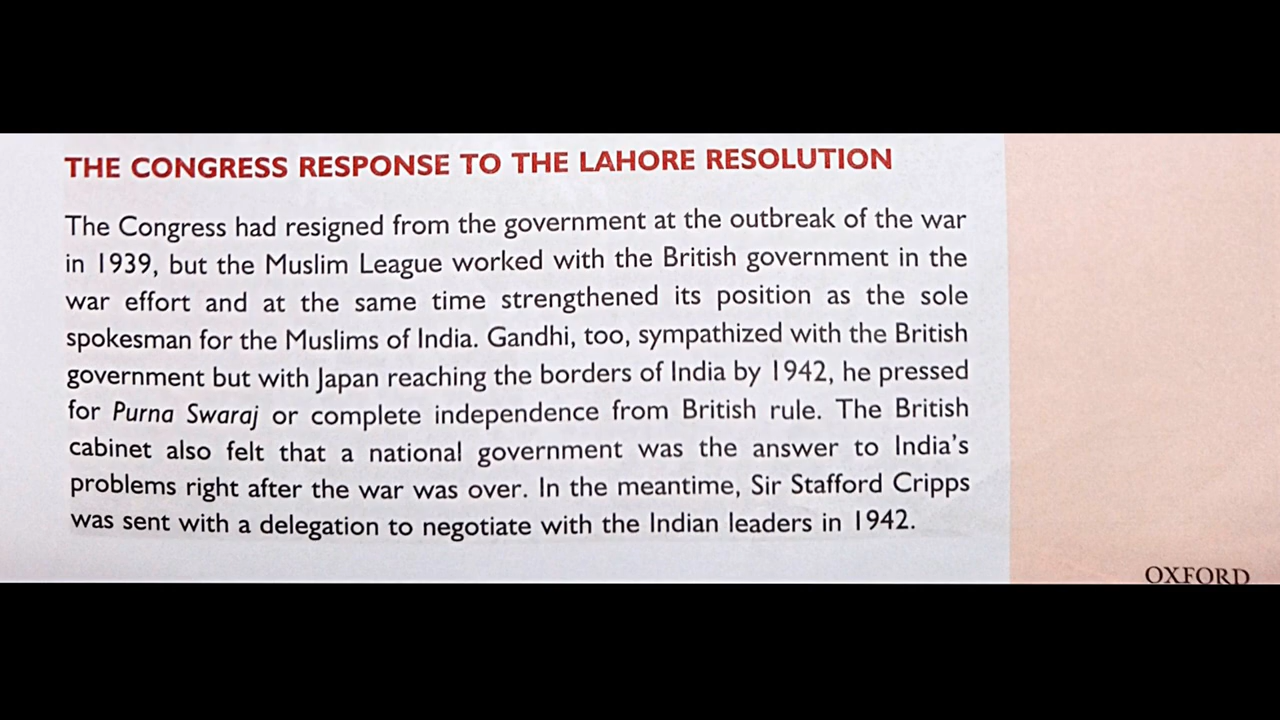 THE CONGRESS RESPONSE TO THE LAHORE RESOLUTION
The Congress had resigned from the government at the outbreak of the war
in 1939, but the Muslim League worked with the British government in the
war effort and at the same time strengthened its position as the sole
spokesman for the Muslims of India. Gandhi, too, sympathized with the British
government but with Japan reaching the borders of India by 1942, he pressed
for Purna Swaraj or complete independence from British rule. The British
cabinet also felt that a national government was the answer to India's
problems right after the war was over. In the meantime, Sir Stafford Cripps
was sent with a delegation to negotiate with the Indian leaders in 1942.
OXFORD